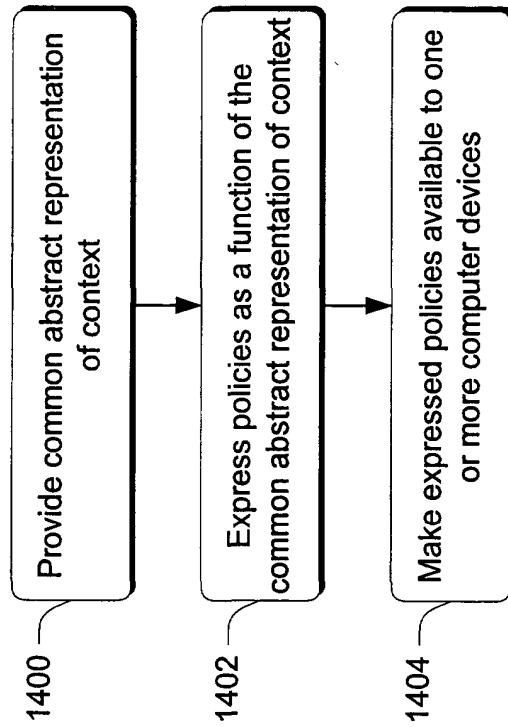 Provide common abstract representation
of context
1400
Express policies as a function of the
common abstract representation of context
1402
Make expressed policies available to one
or more computer devices
1404